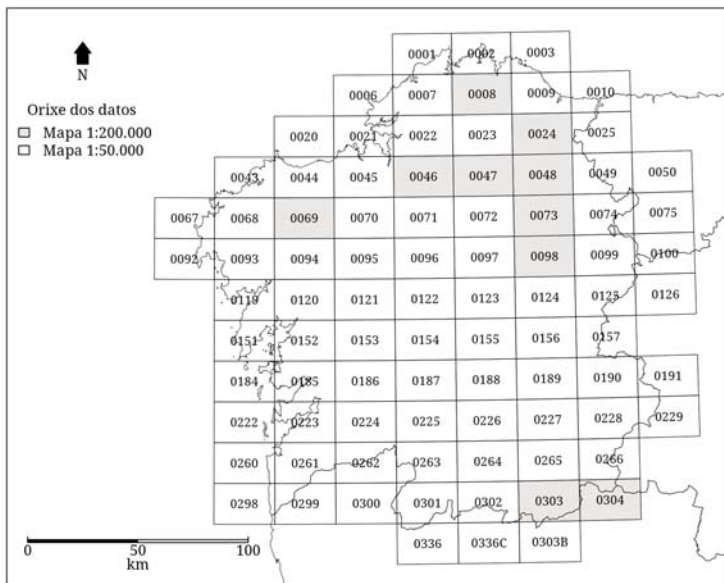 0001 0002 0003
N
0006 0007 0008 0009 0010
Orixe dos datos
Mapa 1:200.000
Mapa 1:50.000
0020 0021 0022 0023 0024 0025
0043 0044 0045 0046 0047 0048 0049 0050
0067 0068 0069 0070 0071 0072 0073 0074 0075
0092 0093 0094 0095 0096 0097 0098 0099 0100
0119 0120 0121 0122 0123 0124 0125 0126
0151 0152 0153 0154 0155 0156 0157
0184 0185 0186 0187 0188 0189 0190 0191
0222 0223 0224 0225 0226 0227 0228 0229
0260 0261 0262 0263 0264 0265 0266
0298 0299 0300 0301 0302 0303 0304
0336 0336C 0303B
0 50 100
km